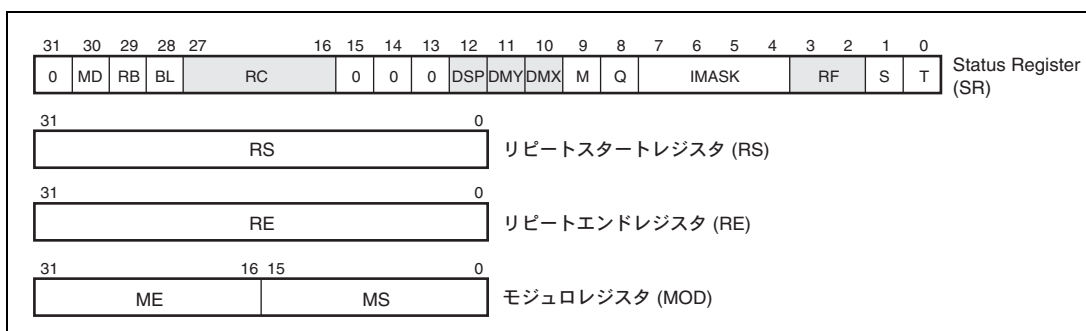 31 30 29 28 27 16 15 14 13 12 11 10 9 8 7 6 5 4 3 2 1 0
0 MD RB BL RC 0 0 0 DSP DMY DMX M Q IMASK RF S T Status Register
(SR)
31 0
RS リピートスタートレジスタ (RS)
31 0
RE リピートエンドレジスタ (RE)
31 16 15 0
ME MS モジュロレジスタ (MOD)